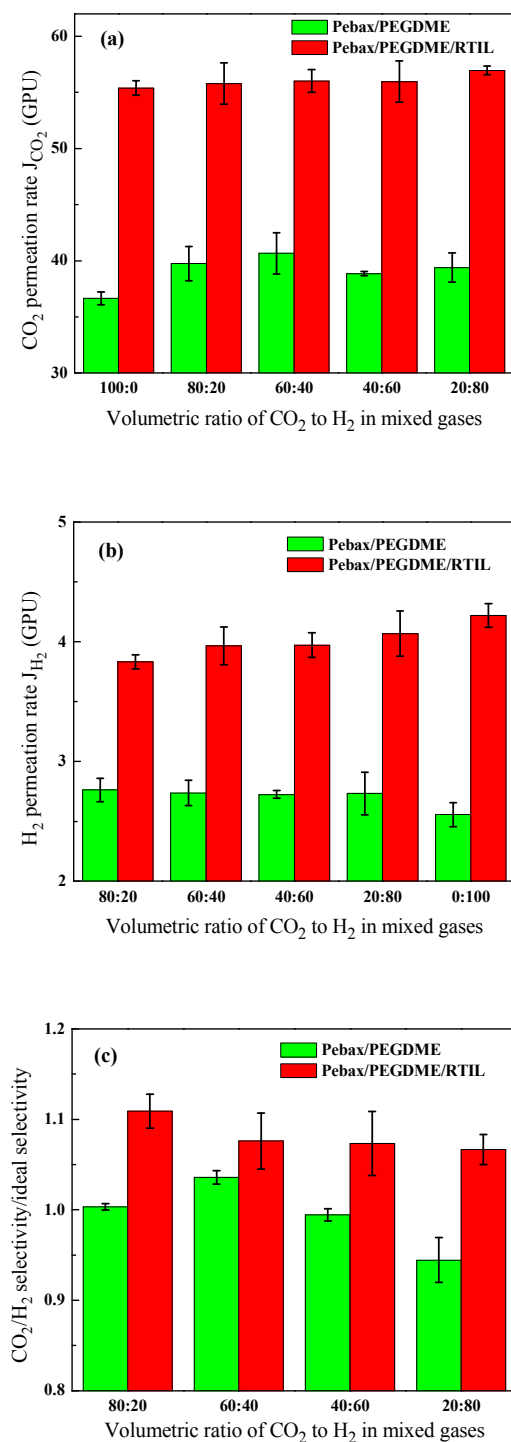 60
(a)
Pebax/PEGDME
Pebax/PEGDME/RTIL
50
40
30
CO₂ permeation rate J_CO₂ (GPU)
100:0 80:20 60:40 40:60 20:80
Volumetric ratio of CO₂ to H₂ in mixed gases
5
(b)
Pebax/PEGDME
Pebax/PEGDME/RTIL
4
3
2
H₂ permeation rate J_H₂ (GPU)
80:20 60:40 40:60 20:80 0:100
Volumetric ratio of CO₂ to H₂ in mixed gases
1.2
(c)
Pebax/PEGDME
Pebax/PEGDME/RTIL
1.1
1.0
0.9
0.8
CO₂/H₂ selectivity/ideal selectivity
80:20 60:40 40:60 20:80
Volumetric ratio of CO₂ to H₂ in mixed gases